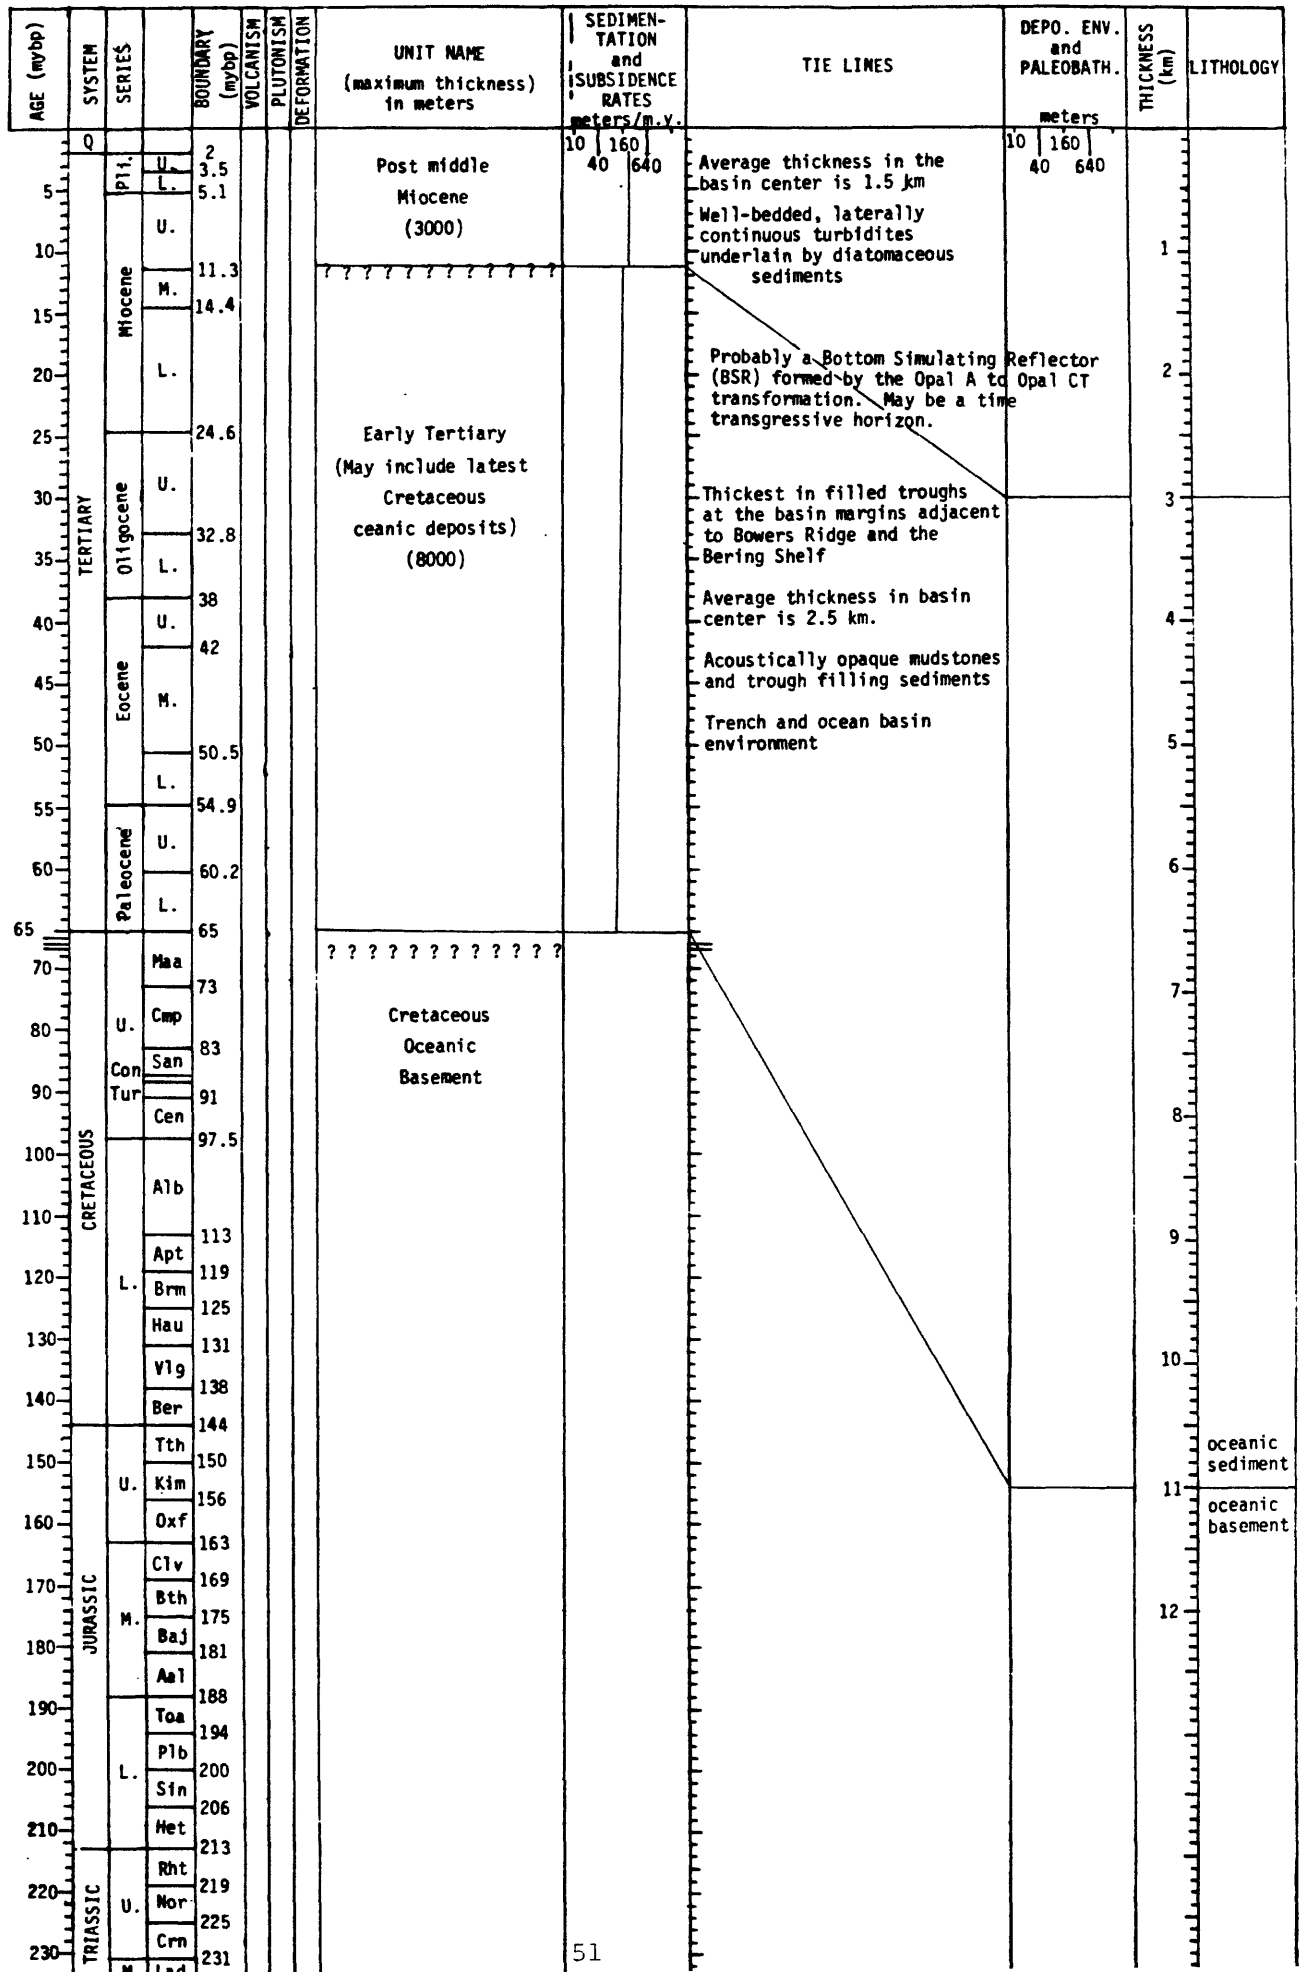 AGE (mybp)
SYSTEM
SERIES
BOUNDARY
(mybp)
VOLCANISM
PLUTONISM
DEFORMATION
UNIT NAME
(maximum thickness)
in meters
SEDIMEN-
TATION
and
SUBSIDENCE
RATES
meters/m.y.
TIE LINES
DEPO. ENV.
and
PALEOBATH.
meters
THICKNESS
(km)
LITHOLOGY
10 160
40 640
10 160
40 640
5
10
15
20
25
30
35
40
45
50
55
60
65
70
80
90
100
110
120
130
140
150
160
170
180
190
200
210
220
230
Q
TERTIARY
CRETACEOUS
JURASSIC
TRIASSIC
Pli.
Miocene
Oligocene
Eocene
Paleocene
U.
Con
Tur
L.
U.
M.
L.
U.
M
U.
L.
U.
M.
L.
U.
L.
U.
M.
L.
U.
L.
Maa
Cmp
San
Cen
Alb
Apt
Brm
Hau
Vlg
Ber
Tth
Kim
Oxf
Clv
Bth
Baj
Aal
Toa
Plb
Sin
Het
Rht
Nor
Crn
Lad
2
3.5
5.1
11.3
14.4
24.6
32.8
38
42
50.5
54.9
60.2
65
73
83
91
97.5
113
119
125
131
138
144
150
156
163
169
175
181
188
194
200
206
213
219
225
231
Post middle
Miocene
(3000)
? ? ? ? ? ? ? ? ? ? ? ?
Early Tertiary
(May include latest
Cretaceous
ceanic deposits)
(8000)
? ? ? ? ? ? ? ? ? ? ? ?
Cretaceous
Oceanic
Basement
Average thickness in the
basin center is 1.5 km
Well-bedded, laterally
continuous turbidites
underlain by diatomaceous
sediments
Probably a Bottom Simulating Reflector
(BSR) formed by the Opal A to Opal CT
transformation. May be a time
transgressive horizon.
Thickest in filled troughs
at the basin margins adjacent
to Bowers Ridge and the
Bering Shelf
Average thickness in basin
center is 2.5 km.
Acoustically opaque mudstones
and trough filling sediments
Trench and ocean basin
environment
1
2
3
4
5
6
7
8
9
10
11
12
oceanic
sediment
oceanic
basement
51